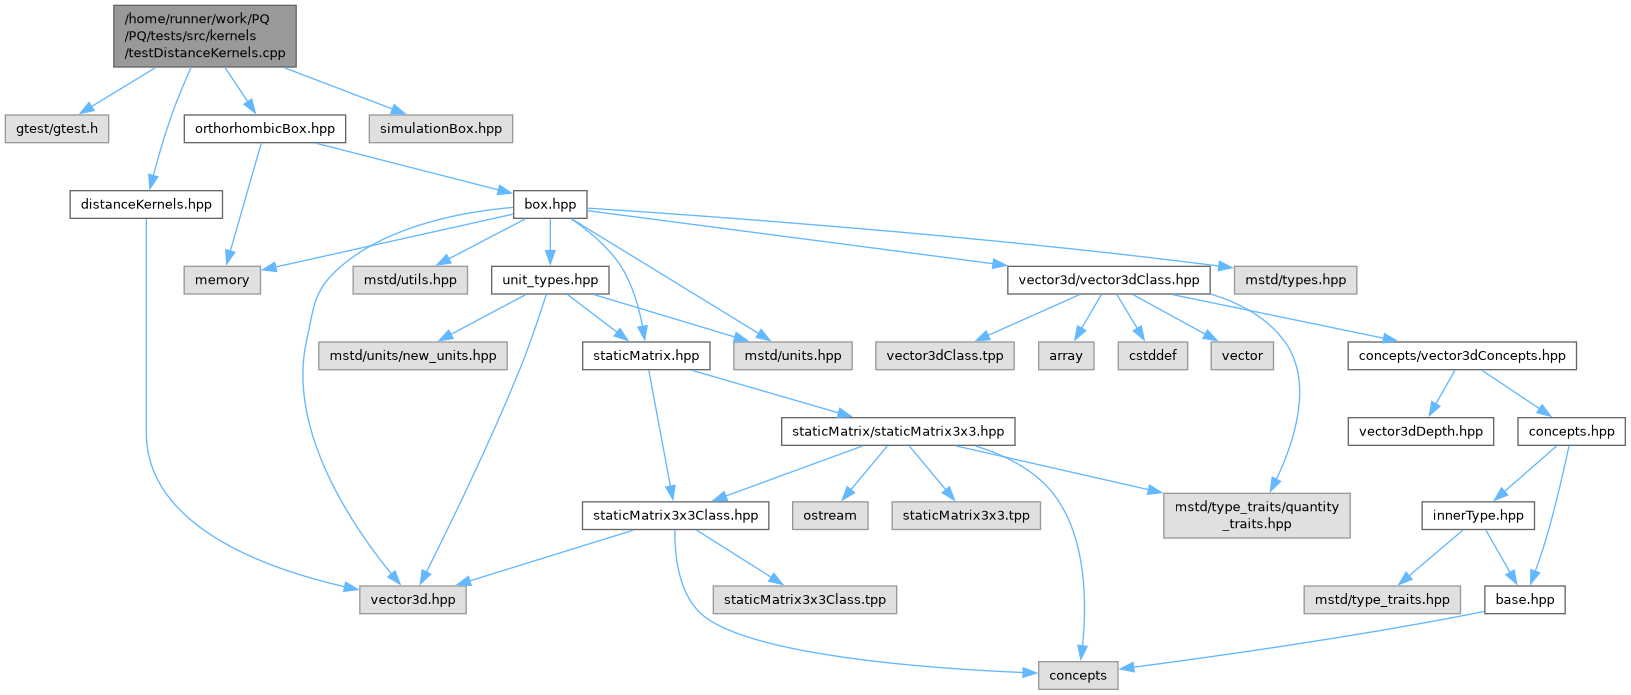 /home/runner/work/PQ
/PQ/tests/src/kernels
/testDistanceKernels.cpp
gtest/gtest.h
orthorhombicBox.hpp
simulationBox.hpp
distanceKernels.hpp
box.hpp
memory
mstd/utils.hpp
unit_types.hpp
vector3d/vector3dClass.hpp
mstd/types.hpp
mstd/units/new_units.hpp
staticMatrix.hpp
mstd/units.hpp
vector3dClass.tpp
array
cstddef
vector
concepts/vector3dConcepts.hpp
staticMatrix/staticMatrix3x3.hpp
vector3dDepth.hpp
concepts.hpp
staticMatrix3x3Class.hpp
ostream
staticMatrix3x3.tpp
mstd/type_traits/quantity
_traits.hpp
innerType.hpp
vector3d.hpp
staticMatrix3x3Class.tpp
mstd/type_traits.hpp
base.hpp
concepts